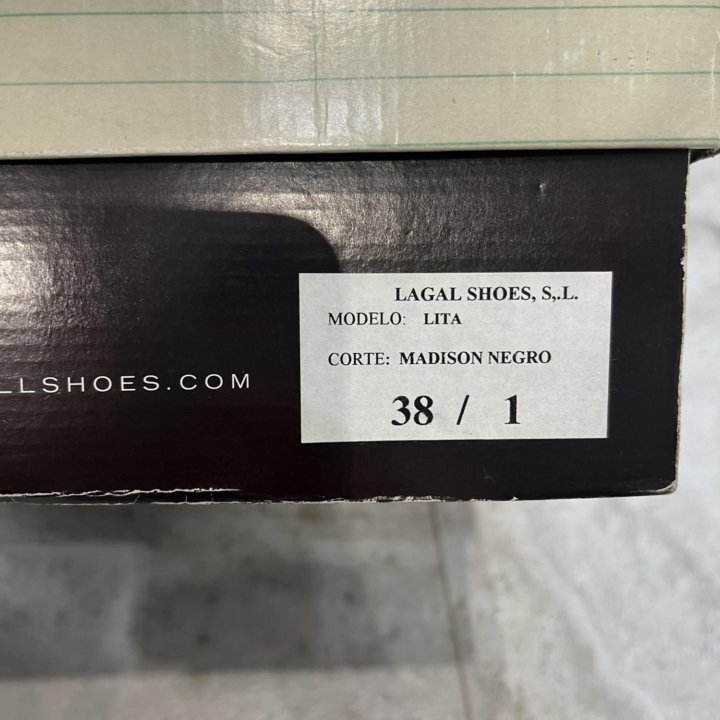 LAGAL SHOES, S,.L.
MODELO: LITA
CORTE: MADISON NEGRO
LLSHOES.COM
38 / 1